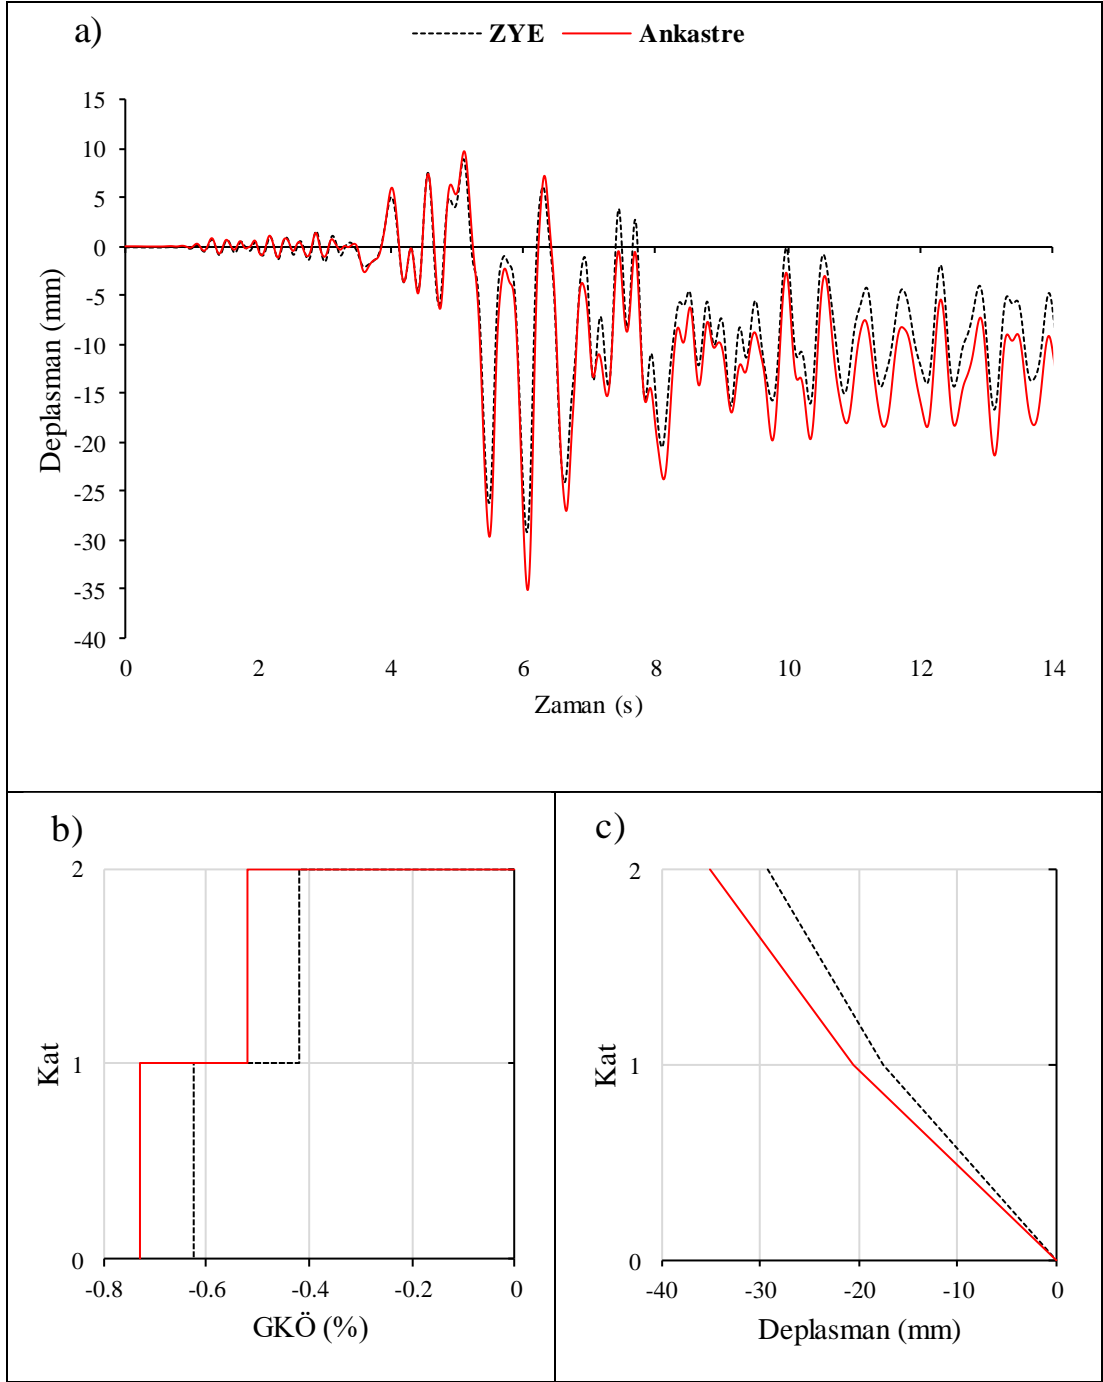 a)
ZYE Ankastre
15
10
5
0
-5
-10
-15
-20
-25
-30
-35
-40
Deplasman (mm)
0 2 4 6 8 10 12 14
Zaman (s)
b)
2
1
0
Kat
-0.8 -0.6 -0.4 -0.2 0
GKÖ (%)
c)
2
1
0
Kat
-40 -30 -20 -10 0
Deplasman (mm)